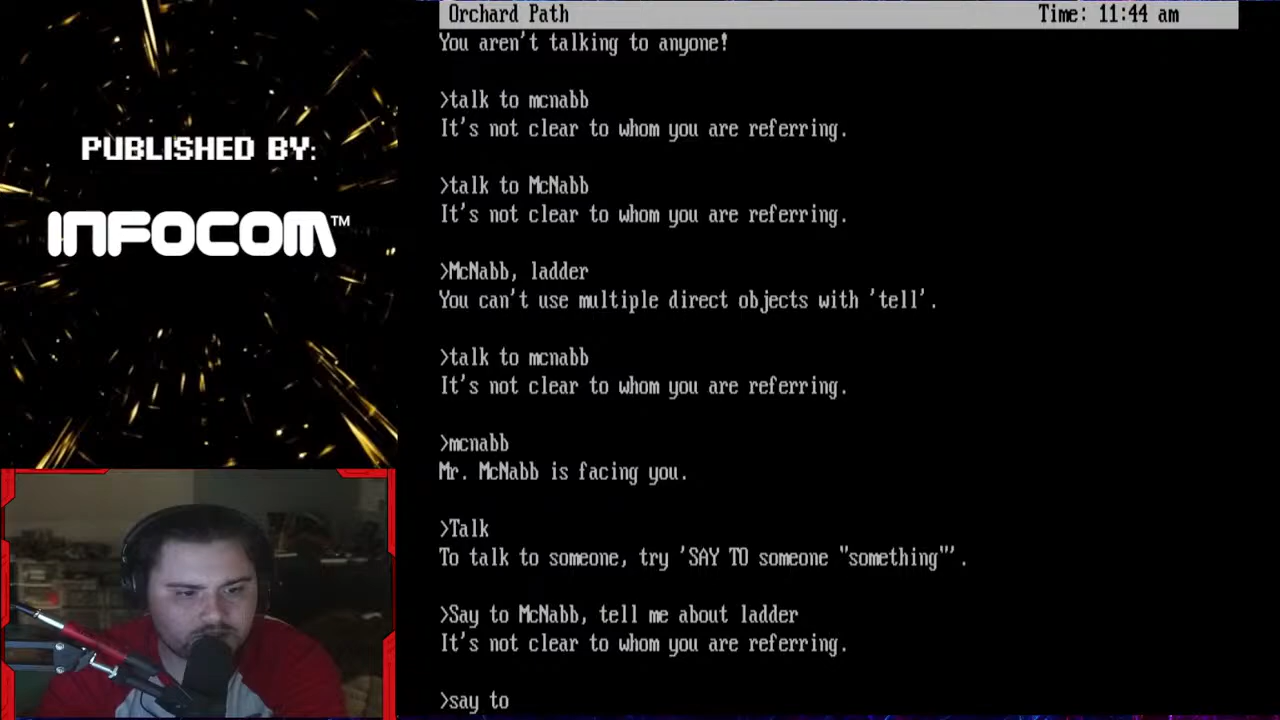 PUBLISHED BY:
INFOCOM™
Orchard Path Time: 11:44 am
You aren't talking to anyone!
>talk to mcnabb
It's not clear to whom you are referring.
>talk to McNabb
It's not clear to whom you are referring.
>McNabb, ladder
You can't use multiple direct objects with 'tell'.
>talk to mcnabb
It's not clear to whom you are referring.
>mcnabb
Mr. McNabb is facing you.
>Talk
To talk to someone, try 'SAY TO someone "something"'.
>Say to McNabb, tell me about ladder
It's not clear to whom you are referring.
>say to